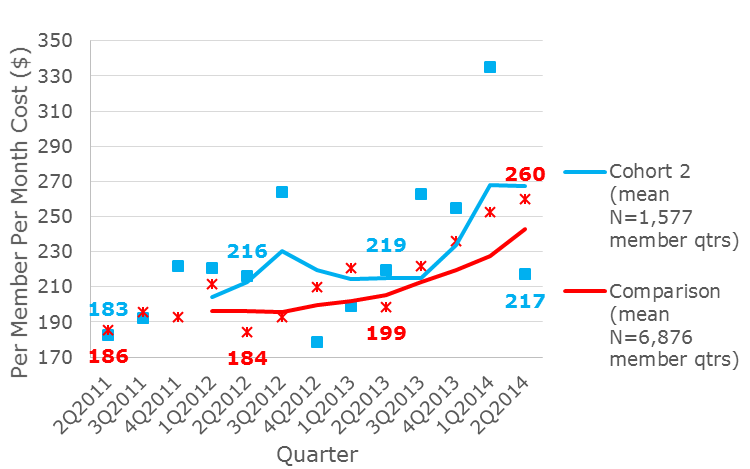 Per Member Per Month Cost ($)
350
330
310
290
270
250
230
210
190
170
183
186
216
184
219
199
260
217
2Q2011
3Q2011
4Q2011
1Q2012
2Q2012
3Q2012
4Q2012
1Q2013
2Q2013
3Q2013
4Q2013
1Q2014
2Q2014
Quarter
Cohort 2
(mean
N=1,577
member qtrs)
Comparison
(mean
N=6,876
member qtrs)